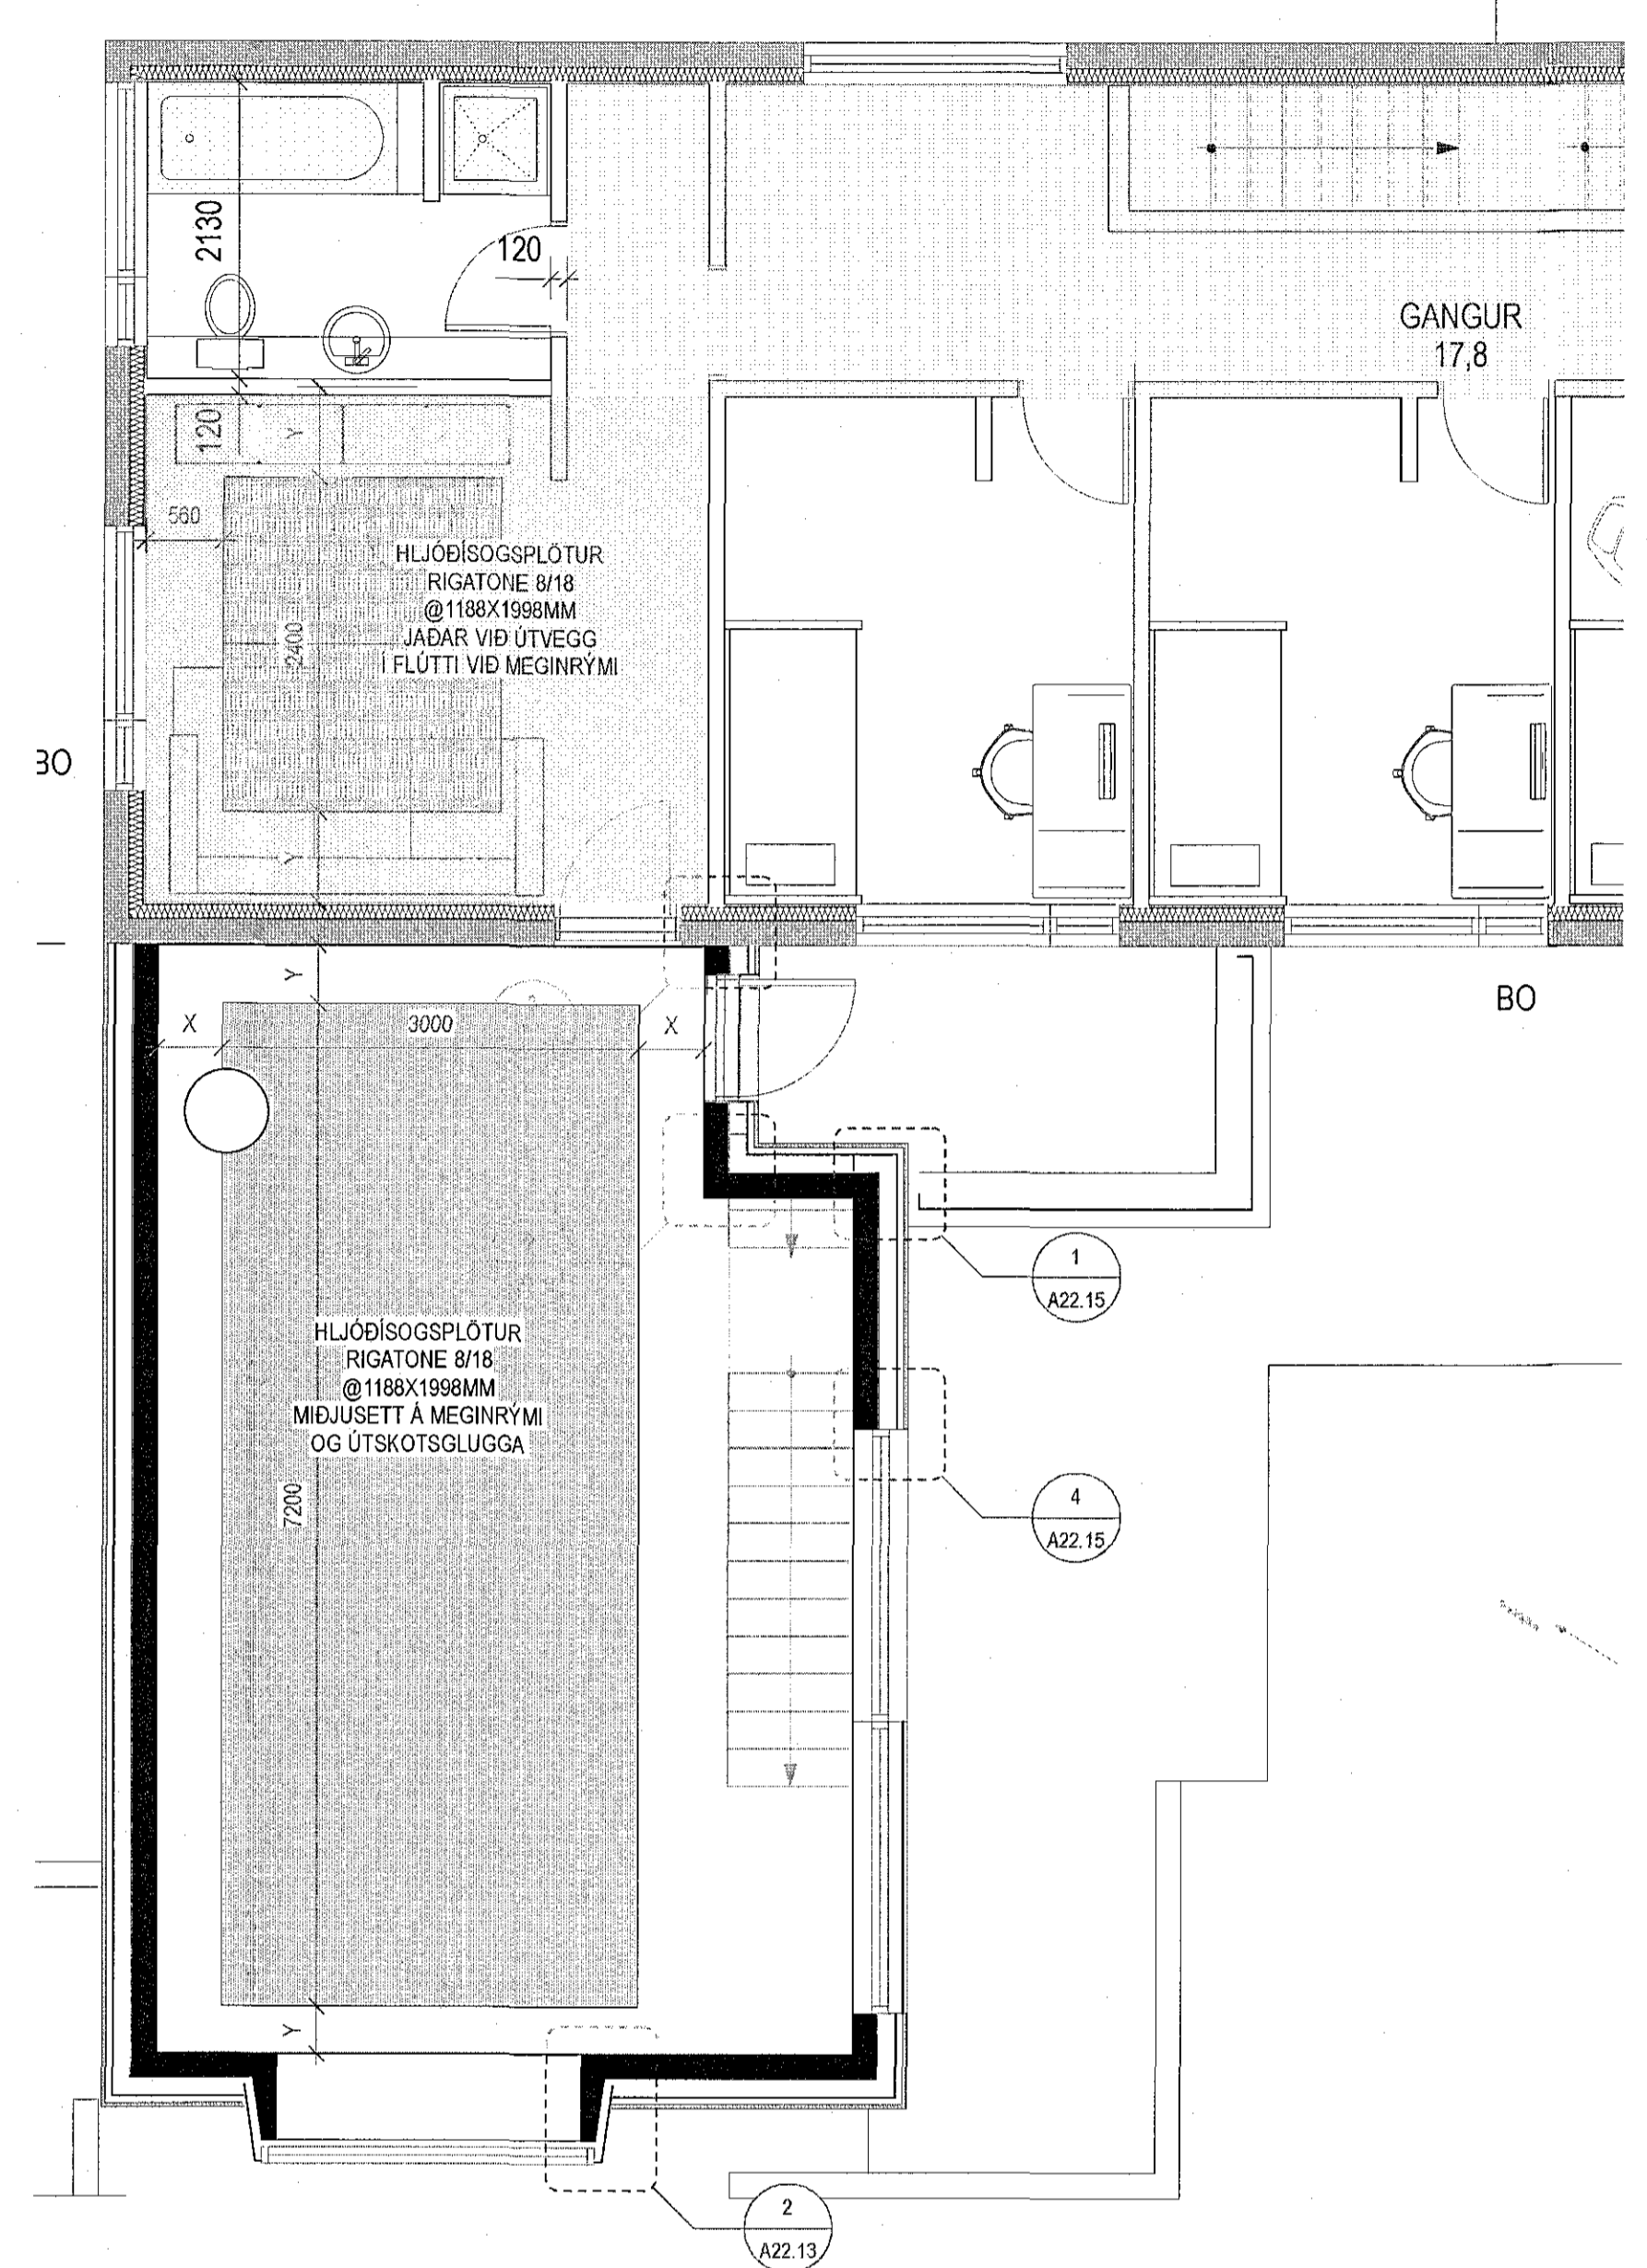 2130
120
GANGUR
17,8
120
Y
560
HLJÓÐÍSOGSPLÖTUR
RIGATONE 8/18
@1188X1998MM
JAÐAR VIÐ ÚTVEGG
Í FLÚTTI VIÐ MEGINRÝMI
2400
BO
Y
Y
X
3000
X
BO
1
A22.15
HLJÓÐÍSOGSPLÖTUR
RIGATONE 8/18
@1188X1998MM
MIÐJUSETT Á MEGINRÝMI
OG ÚTSKOTSGLUGGA
7200
4
A22.15
Y
2
A22.13